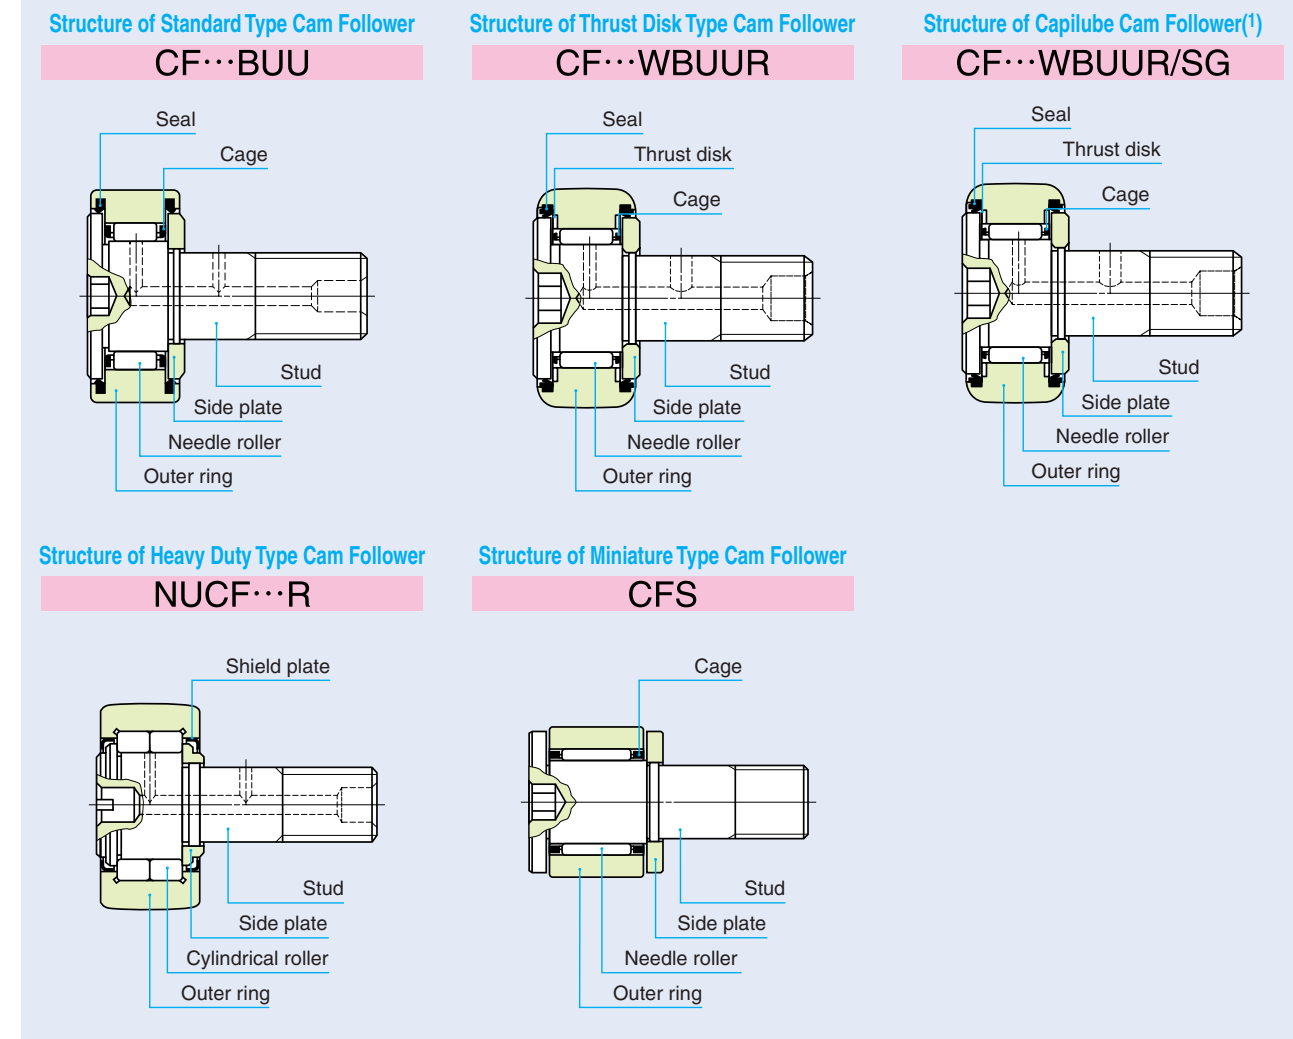 Structure of Standard Type Cam Follower
CF···BUU
Seal
Cage
Stud
Side plate
Needle roller
Outer ring
Structure of Thrust Disk Type Cam Follower
CF···WBUUR
Seal
Thrust disk
Cage
Stud
Side plate
Needle roller
Outer ring
Structure of Capilube Cam Follower(¹)
CF···WBUUR/SG
Seal
Thrust disk
Cage
Stud
Side plate
Needle roller
Outer ring
Structure of Heavy Duty Type Cam Follower
NUCF···R
Shield plate
Stud
Side plate
Cylindrical roller
Outer ring
Structure of Miniature Type Cam Follower
CFS
Cage
Stud
Side plate
Needle roller
Outer ring